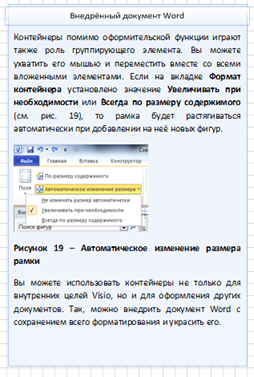 Внедрённый документ Word
Контейнеры помимо оформительской функции играют
также роль группирующего элемента. Вы можете
ухватить его мышью и переместить вместе со всеми
вложенными элементами. Если на вкладке Формат
контейнера установлено значение Увеличивать при
необходимости или Всегда по размеру содержимого
(см. рис. 19), то рамка будет растягиваться
автоматически при добавлении на неё новых фигур.
Файл Главная Вставка Конструктор
По размеру содержимого
Поля
Автоматическое изменение размера
Не изменять размер автоматически
Увеличивать при необходимости
Всегда по размеру содержимого
Поиск фигур
Рисунок 19 – Автоматическое изменение размера
рамки
Вы можете использовать контейнеры не только для
внутренних целей Visio, но и для оформления других
документов. Так, можно внедрить документ Word с
сохранением всего форматирования и украсить его.